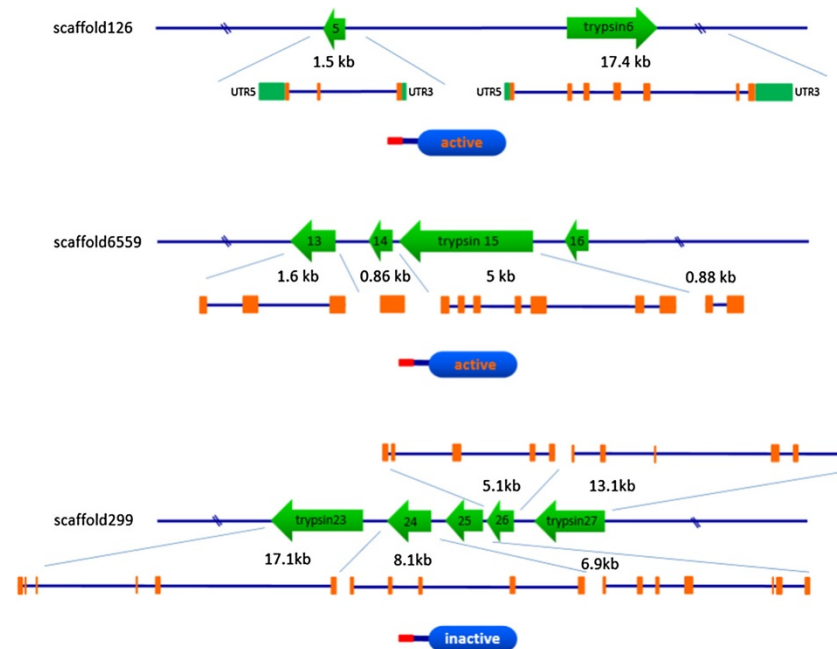 scaffold126
5
trypsin6
1.5 kb
17.4 kb
UTR5
UTR3
UTR5
UTR3
active
scaffold6559
13
14
trypsin 15
16
1.6 kb
0.86 kb
5 kb
0.88 kb
active
5.1kb
13.1kb
scaffold299
trypsin23
24
25
26
trypsin27
17.1kb
8.1kb
6.9kb
inactive